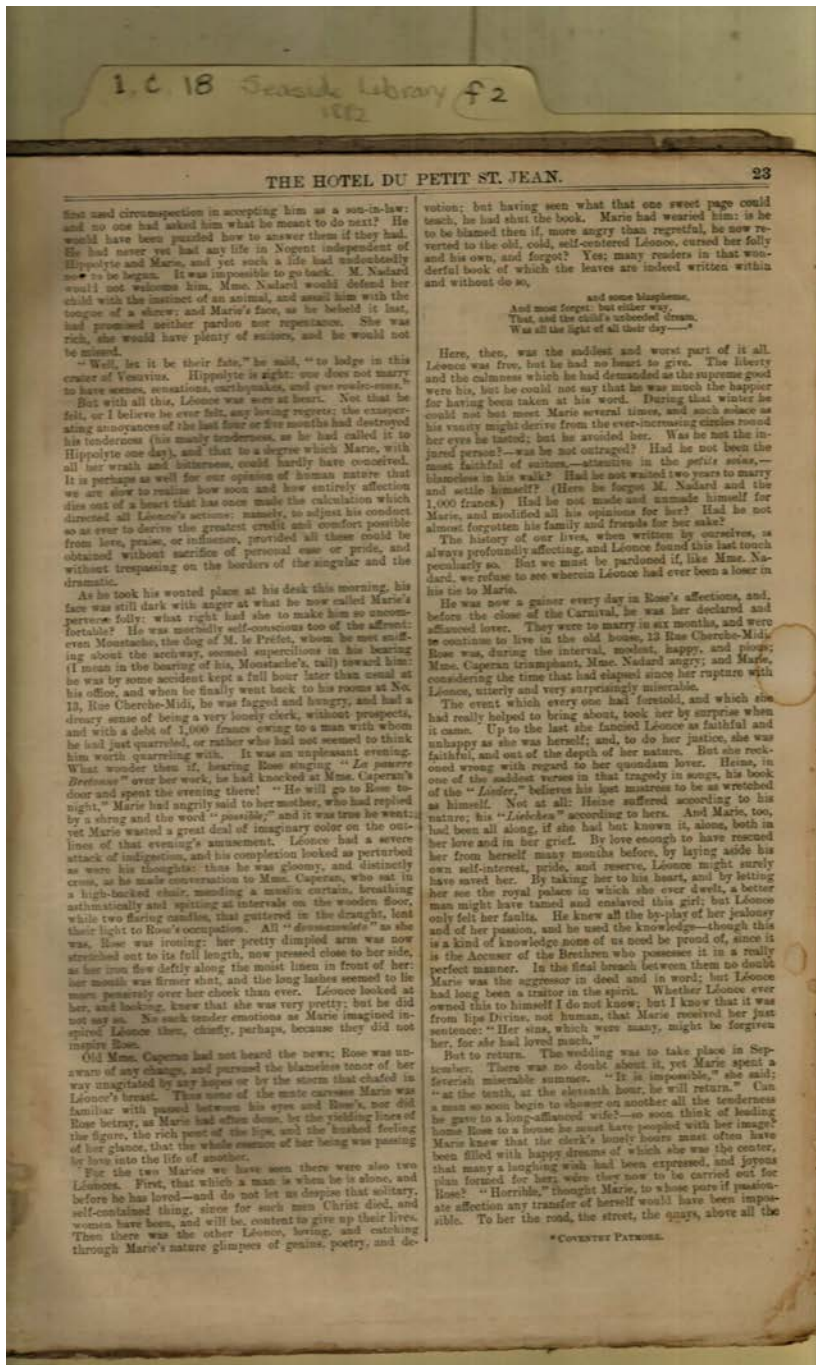 1. C. 18 Seaside Library f 2
1882
THE HOTEL DU PETIT ST. JEAN.
23
first used circumspection in accepting him as a son-in-law:
and no one had asked him what he meant to do next? He
would have been puzzled how to answer them if they had.
He had never yet had any life in Nogent independent of
Hippolyte and Marie, and yet such a life had undoubtedly
to be begun. It was impossible to go back. M. Nadard
would not welcome him, Mme. Nadard would defend her
child with the instinct of an animal, and assail him with the
tongue of a shrew; and Marie's face, as he beheld it last,
had promised neither pardon nor repentance. She was
rich, she would have plenty of suitors, and he would not
be missed.
"Well, let it be their fate," he said, "to lodge in this
crater of Vesuvius. Hippolyte is right: one does not marry
to have scenes, sensations, earthquakes, and que rendez-vous."
But with all this, Léonce was sore at heart. Not that he
felt, or I believe he ever felt, any loving regrets; the exasper-
ating annoyances of the last four or five months had destroyed
his tenderness (his manly tenderness, as he had called it to
Hippolyte one day), and that to a degree which Marie, with
all her wrath and bitterness, could hardly have conceived.
It is perhaps as well for our opinion of human nature that
we are slow to realize how soon and how entirely affection
dies out of a heart that has once made the calculation which
directed all Léonce's actions, namely, to adjust his conduct
so as ever to derive the greatest credit and comfort possible
from love, praise, or influence, provided all these could be
obtained without sacrifice of personal ease or pride, and
without trespassing on the borders of the singular and the
dramatic.
As he took his wonted place at his desk this morning, his
face was still dark with anger at what he now called Marie's
perverse folly: what right had she to make him so uncom-
fortable? He was morbidly self-conscious too of the affront:
even Moustache, the dog of M. le Préfet, whom he met sniff-
ing about the archway, seemed supercilious in his bearing
(I mean in the bearing of his, Moustache's, tail) toward him:
he was by some accident kept a full hour later than usual at
his office, and when he finally went back to his rooms at No.
13, Rue Cherche-Midi, he was fagged and hungry, and had a
dreary sense of being a very lonely clerk, without prospects,
and with a debt of 1,000 francs owing to a man with whom
he had just quarreled, or rather who had not seemed to think
him worth quarreling with. It was an unpleasant evening.
What wonder then if, hearing Rose singing "La pauvre
Bretonne" over her work, he had knocked at Mme. Caperan's
door and spent the evening there! "He will go to Rose to-
night," Marie had angrily said to her mother, who had replied
by a shrug and the word "possible;" and it was true he went;
yet Marie wasted a great deal of imaginary color on the out-
lines of that evening's amusement. Léonce had a severe
attack of indigestion, and his complexion looked as perturbed
as were his thoughts: thus he was gloomy, and distinctly
cross, as he made conversation to Mme. Caperan, who sat in
a high-backed chair, mending a muslin curtain, breathing
asthmatically and spitting at intervals on the wooden floor,
while two flaring candles, that guttered in the draught, lent
their light to Rose's occupation. All as she
was, Rose was ironing: her pretty dimpled arm was now
stretched out to its full length, now pressed close to her side,
as her iron flew deftly along the moist linen in front of her:
her mouth was firmer shut, and the long lashes seemed to lie
more pensively over her cheek than ever. Léonce looked at
her, and looking, knew that she was very pretty; but he did
not say so. No such tender emotions as Marie imagined in-
spired Léonce then, chiefly, perhaps, because they did not
inspire Rose.
Old Mme. Caperan had not heard the news; Rose was un-
aware of any change, and pursued the blameless tenor of her
way unagitated by any hopes or by the storm that chafed in
Léonce's breast. Thus none of the mute caresses Marie was
familiar with passed between his eyes and Rose's, nor did
Rose betray, as Marie had often done, by the yielding lines of
the figure, the rich pout of the lips, and the hushed feeling
of her glance, that the whole essence of her being was passing
by love into the life of another.
For the two Maries we have seen there were also two
Léonces. First, that which a man is when he is alone, and
before he has loved—and do not let us despise that solitary,
self-contained thing, since for such men Christ died, and
women have been, and will be, content to give up their lives.
Then there was the other Léonce, loving, and catching
through Marie's nature glimpses of genius, poetry, and de-
votion; but having seen what that one sweet page could
teach, he had shut the book. Marie had wearied him: is he
to be blamed then if, more angry than regretful, he now re-
verted to the old, cold, self-centered Léonce, cursed her folly
and his own, and forgot? Yes; many readers in that won-
derful book of which the leaves are indeed written within
and without do so,
and some blaspheme,
And most forget: but either way,
That, and the child's unheeded dream,
Was all the light of all their day——*
Here, then, was the saddest and worst part of it all.
Léonce was free, but he had no heart to give. The liberty
and the calmness which he had demanded as the supreme good
were his, but he could not say that he was much the happier
for having been taken at his word. During that winter he
could not but meet Marie several times, and such solace as
his vanity might derive from the ever-increasing circles round
her eyes he tasted; but he avoided her. Was he not the in-
jured person?—was he not outraged? Had he not been the
most faithful of suitors,—attentive in the petits soins,—
blameless in his walk? Had he not waited two years to marry
and settle himself? (Here he forgot M. Nadard and the
1,000 francs.) Had he not made and unmade himself for
Marie, and modified all his opinions for her? Had he not
almost forgotten his family and friends for her sake?
The history of our lives, when written by ourselves, is
always profoundly affecting, and Léonce found this last touch
peculiarly so. But we must be pardoned if, like Mme. Na-
dard, we refuse to see wherein Léonce had ever been a loser in
his tie to Marie.
He was now a gainer every day in Rose's affections, and,
before the close of the Carnival, he was her declared and
affianced lover. They were to marry in six months, and were
to continue to live in the old house, 13 Rue Cherche-Midi.
Rose was, during the interval, modest, happy, and pious;
Mme. Caperan triumphant, Mme. Nadard angry; and Marie,
considering the time that had elapsed since her rupture with
Léonce, utterly and very surprisingly miserable.
The event which every one had foretold, and which she
had really helped to bring about, took her by surprise when
it came. Up to the last she fancied Léonce as faithful and
unhappy as she was herself; and, to do her justice, she was
faithful, and out of the depth of her nature. But she reck-
oned wrong with regard to her quondam lover. Heine, in
one of the saddest verses in that tragedy in songs, his book
of the "Lieder," believes his lost mistress to be as wretched
as himself. Not at all: Heine suffered according to his
nature; his "Liebchen" according to hers. And Marie, too,
had been all along, if she had but known it, alone, both in
her love and in her grief. By love enough to have rescued
her from herself many months before, by laying aside his
own self-interest, pride, and reserve, Léonce might surely
have saved her. By taking her to his heart, and by letting
her see the royal palace in which she ever dwelt, a better
man might have tamed and enslaved this girl; but Léonce
only felt her faults. He knew all the by-play of her jealousy
and of her passion, and he used the knowledge—though this
is a kind of knowledge none of us need be proud of, since it
is the Accuser of the Brethren who possesses it in a really
perfect manner. In the final breach between them no doubt
Marie was the aggressor in deed and in word; but Léonce
had long been a traitor in the spirit. Whether Léonce ever
owned this to himself I do not know; but I know that it was
from lips Divine, not human, that Marie received her just
sentence: "Her sins, which were many, might be forgiven
her, for she had loved much."
But to return. The wedding was to take place in Sep-
tember. There was no doubt about it, yet Marie spent a
feverish miserable summer. "It is impossible," she said;
"at the tenth, at the eleventh hour, he will return." Can
a man so soon begin to shower on another all the tenderness
he gave to a long-affianced wife?—so soon think of leading
home Rose to a house he must have peopled with her image?
Marie knew that the clerk's lonely hours must often have
been filled with happy dreams of which she was the center,
that many a laughing wish had been expressed, and joyous
plan formed for her; were they now to be carried out for
Rose? "Horrible," thought Marie, to whose pure if passion-
ate affection any transfer of herself would have been impos-
sible. To her the road, the street, the quays, above all the
*COVENTRY PATMORE.